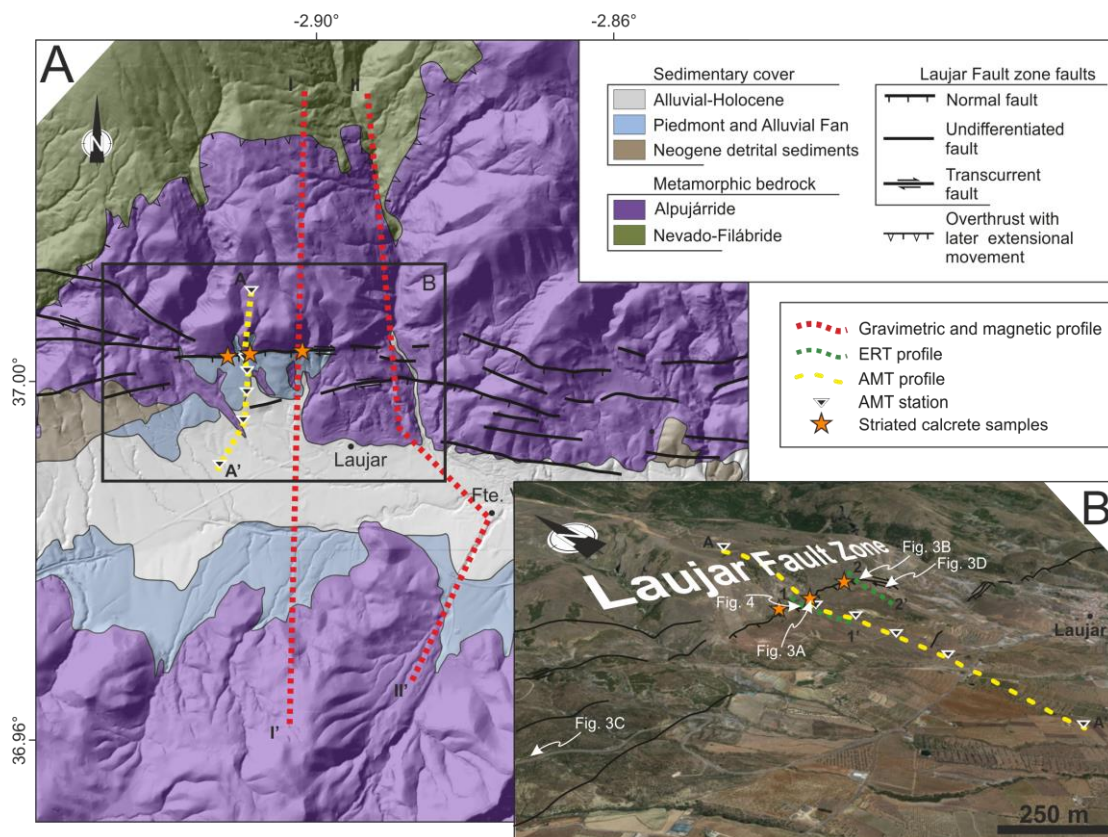 -2.90°
-2.86°
A
N
I
II
Sedimentary cover
Alluvial-Holocene
Piedmont and Alluvial Fan
Neogene detrital sediments
Metamorphic bedrock
Alpujárride
Nevado-Filábride
Laujar Fault zone faults
Normal fault
Undifferentiated
fault
Transcurrent
fault
Overthrust with
later extensional
movement
Gravimetric and magnetic profile
ERT profile
AMT profile
AMT station
Striated calcrete samples
37.00°
36.96°
A
B
A'
Laujar
Fte.
II'
I'
B
N
A
Laujar Fault Zone
Fig. 3B
Fig. 3D
2
2'
Fig. 4
1'
Fig. 3A
Laujar
Fig. 3C
A'
250 m